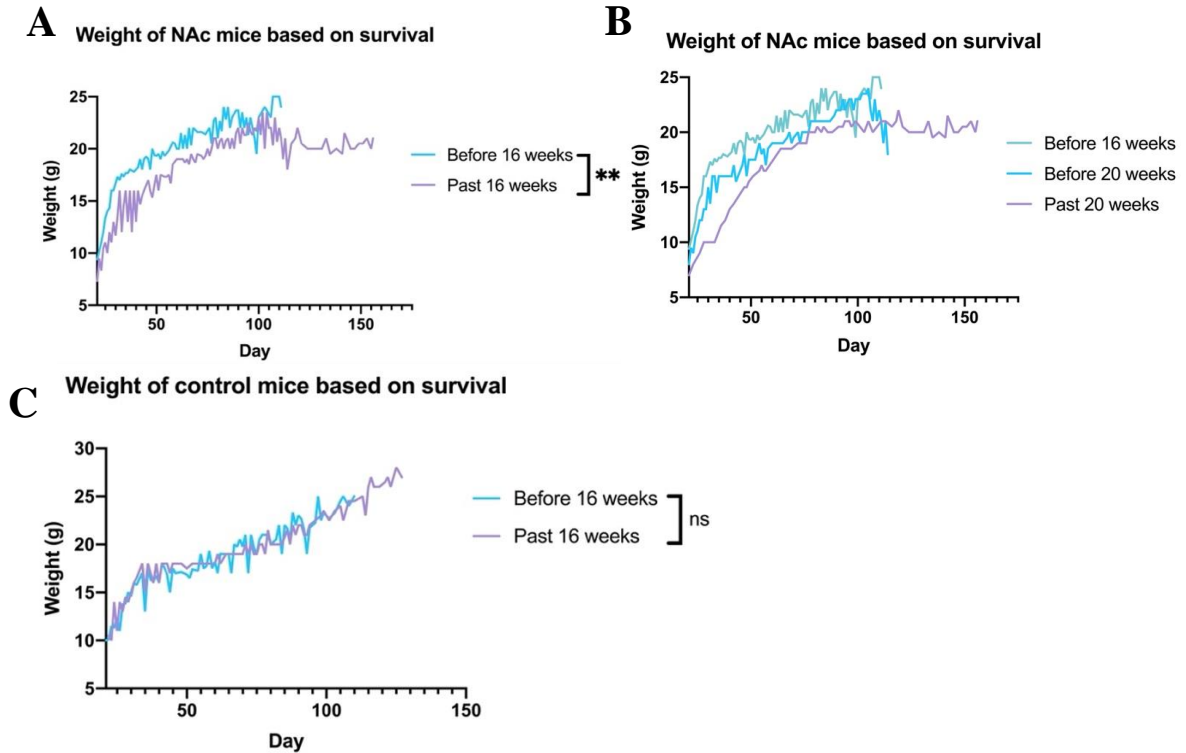 A
Weight of NAc mice based on survival
25
20
15
10
5
Weight (g)
50
100
150
Day
Before 16 weeks
Past 16 weeks
**
B
Weight of NAc mice based on survival
25
20
15
10
5
Weight (g)
50
100
150
Day
Before 16 weeks
Before 20 weeks
Past 20 weeks
C
Weight of control mice based on survival
30
25
20
15
10
5
Weight (g)
50
100
150
Day
Before 16 weeks
Past 16 weeks
ns